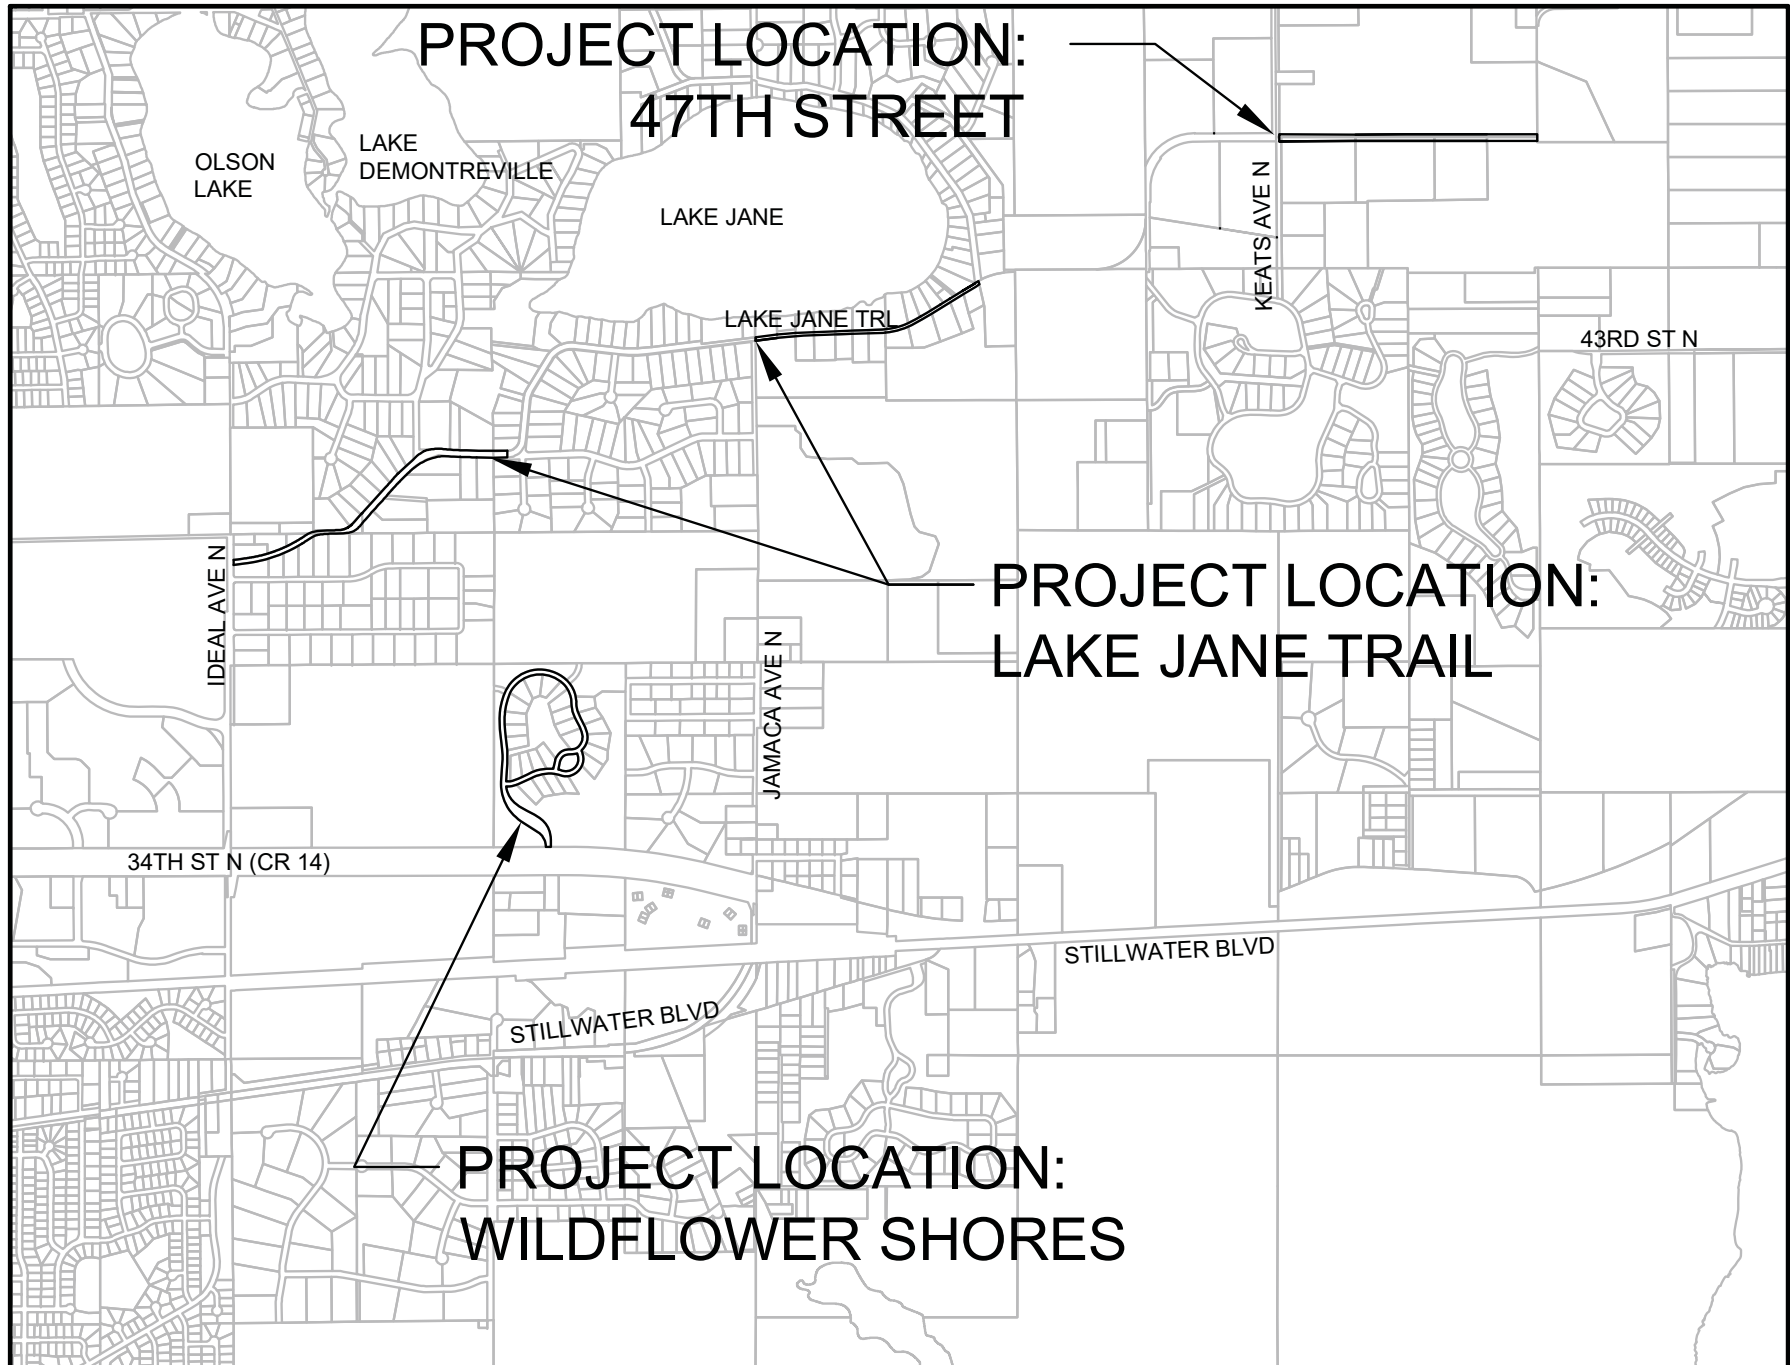 PROJECT LOCATION:
47TH STREET
LAKE
DEMONTREVILLE
OLSON
LAKE
LAKE JANE
KEATS AVE N
LAKE JANE TRL
43RD ST N
IDEAL AVE N
PROJECT LOCATION:
LAKE JANE TRAIL
JAMACA AVE N
34TH ST N (CR 14)
STILLWATER BLVD
STILLWATER BLVD
PROJECT LOCATION:
WILDFLOWER SHORES